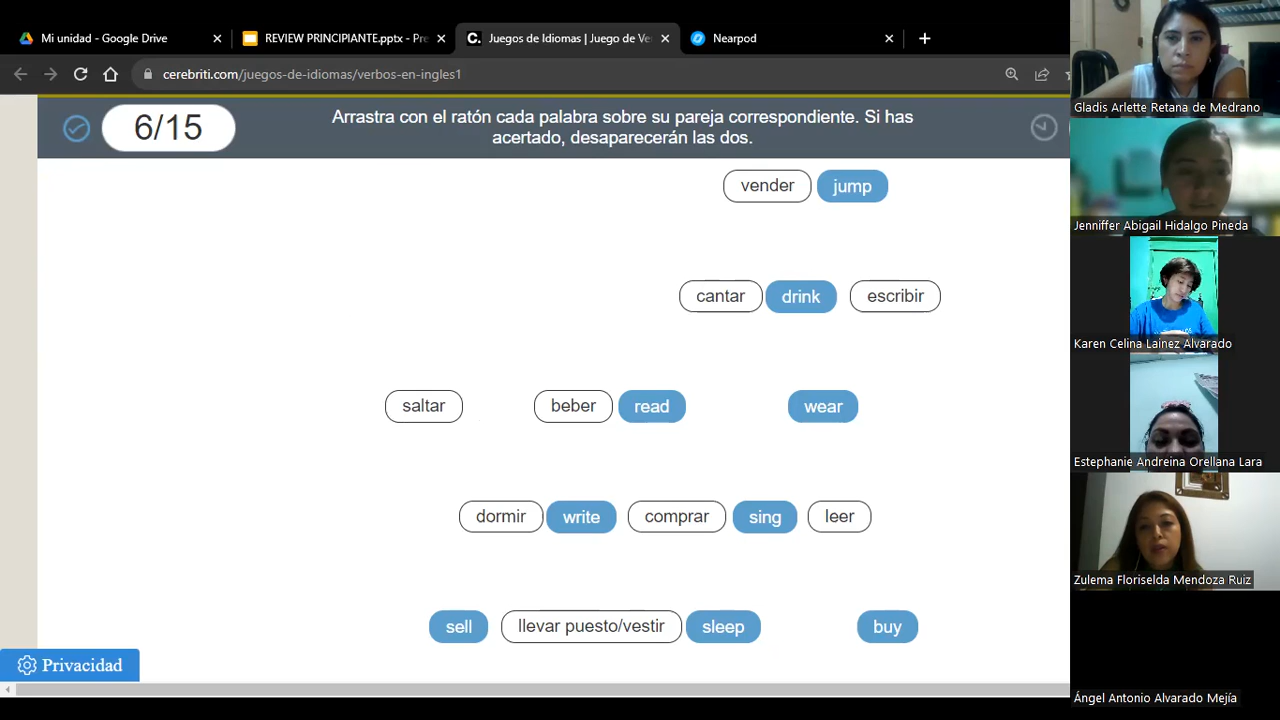 Mi unidad - Google Drive
REVIEW PRINCIPIANTE.pptx - Pre
Juegos de Idiomas | Juego de Ve
Nearpod
cerebriti.com/juegos-de-idiomas/verbos-en-ingles1
6/15
Arrastra con el ratón cada palabra sobre su pareja correspondiente. Si has
acertado, desaparecerán las dos.
vender jump
cantar drink escribir
saltar beber read wear
dormir write comprar sing leer
sell llevar puesto/vestir sleep buy
Privacidad
Gladis Arlette Retana de Medrano
Jenniffer Abigail Hidalgo Pineda
Karen Celina Lainez Alvarado
Estephanie Andreina Orellana Lara
Zulema Floriselda Mendoza Ruiz
Ángel Antonio Alvarado Mejía